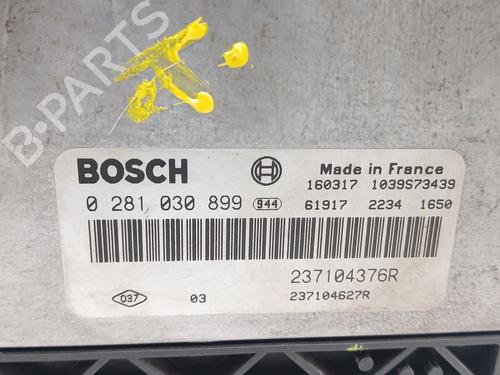 B-PARTS
BOSCH
Made in France
160317 1039S73439
0 281 030 899 944 61917 2234 1650
237104376R
037 03 237104627R